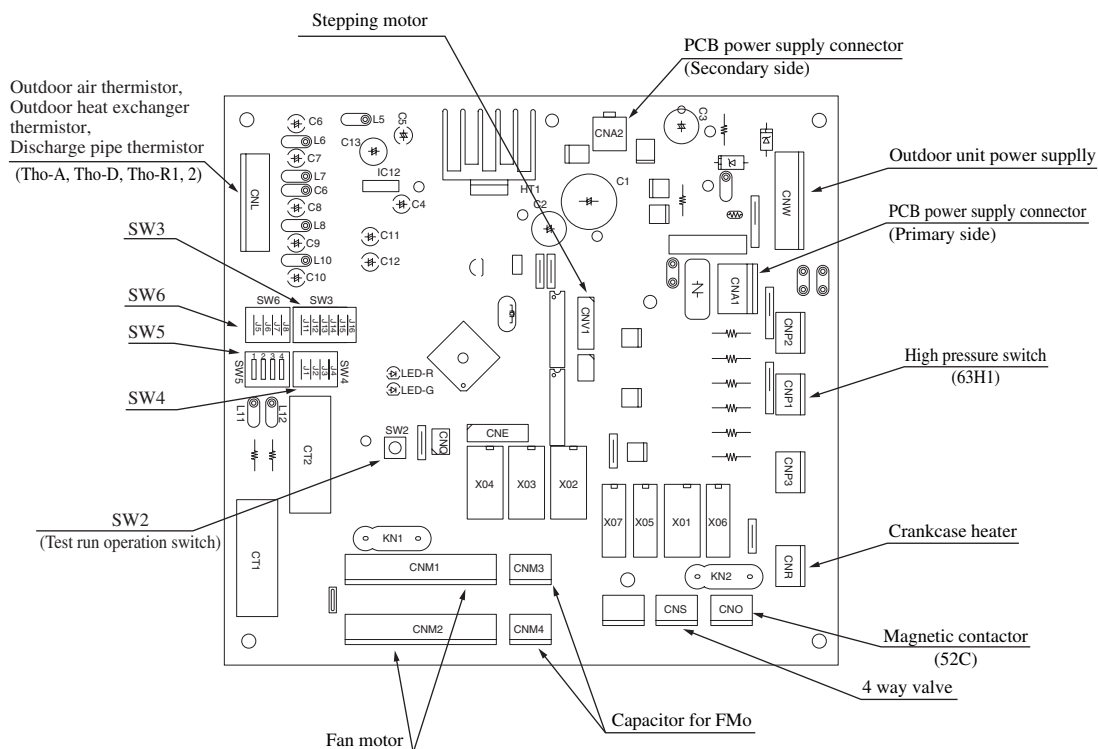 Stepping motor
PCB power supply connector
(Secondary side)
Outdoor air thermistor,
Outdoor heat exchanger
thermistor,
Discharge pipe thermistor
(Tho-A, Tho-D, Tho-R1, 2)
Outdoor unit power supplly
PCB power supply connector
(Primary side)
SW3
SW6
SW5
SW4
High pressure switch
(63H1)
SW2
(Test run operation switch)
Crankcase heater
Magnetic contactor
(52C)
4 way valve
Capacitor for FMo
Fan motor
CNL
C6
L6
C7
L7
C6
C8
L8
C9
L10
C10
L5
C5
C13
IC12
C4
C11
C12
HT1
C2
C1
CNA2
C3
CNW
CNA1
CNV1
CNP2
CNP1
CNP3
CNR
SW6
J5
J6
J7
J8
SW3
J11
J12
J13
J14
J15
J16
SW5
1 2 3 4
J1
J2
J3
J4
SW4
L11
L12
CT2
CT1
LED-R
LED-G
SW2
CNQ
CNE
X04
X03
X02
X07
X05
X01
X06
KN1
KN2
CNM1
CNM3
CNM2
CNM4
CNS
CNO